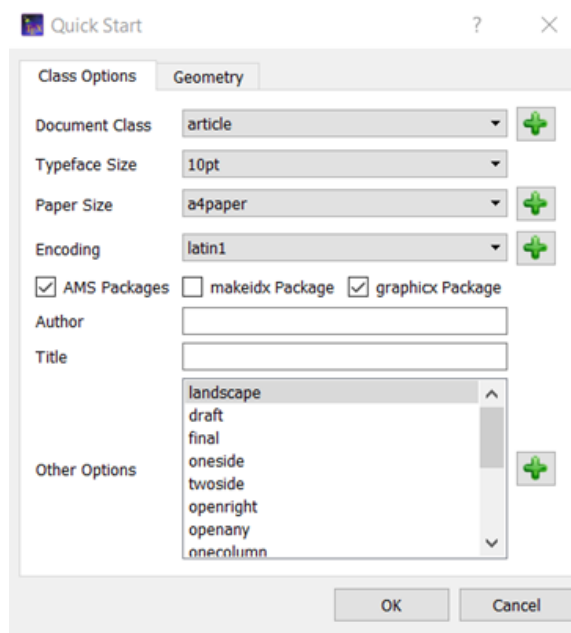 Quick Start ?
Class Options Geometry
Document Class article
Typeface Size 10pt
Paper Size a4paper
Encoding latin1
AMS Packages makeidx Package graphicx Package
Author
Title
landscape
draft
final
oneside
Other Options
twoside
openright
openany
onecolumn
OK Cancel